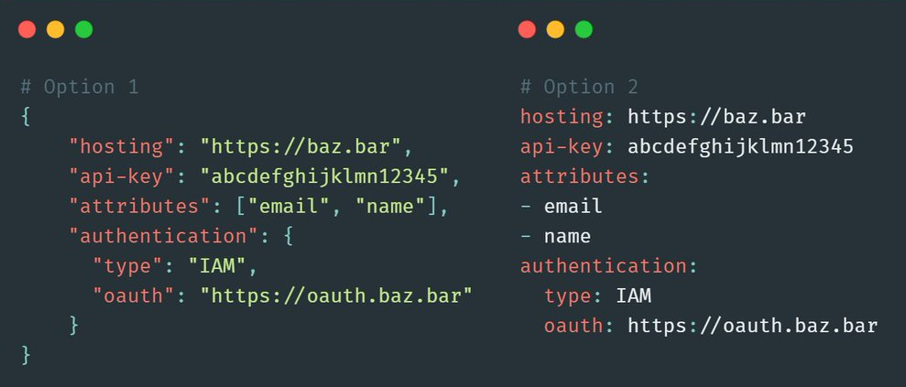 # Option 1
{
    "hosting": "https://baz.bar",
    "api-key": "abcdefghijklmn12345",
    "attributes": ["email", "name"],
    "authentication": {
      "type": "IAM",
      "oauth": "https://oauth.baz.bar"
    }
}
# Option 2
hosting: https://baz.bar
api-key: abcdefghijklmn12345
attributes:
- email
- name
authentication:
  type: IAM
  oauth: https://oauth.baz.bar